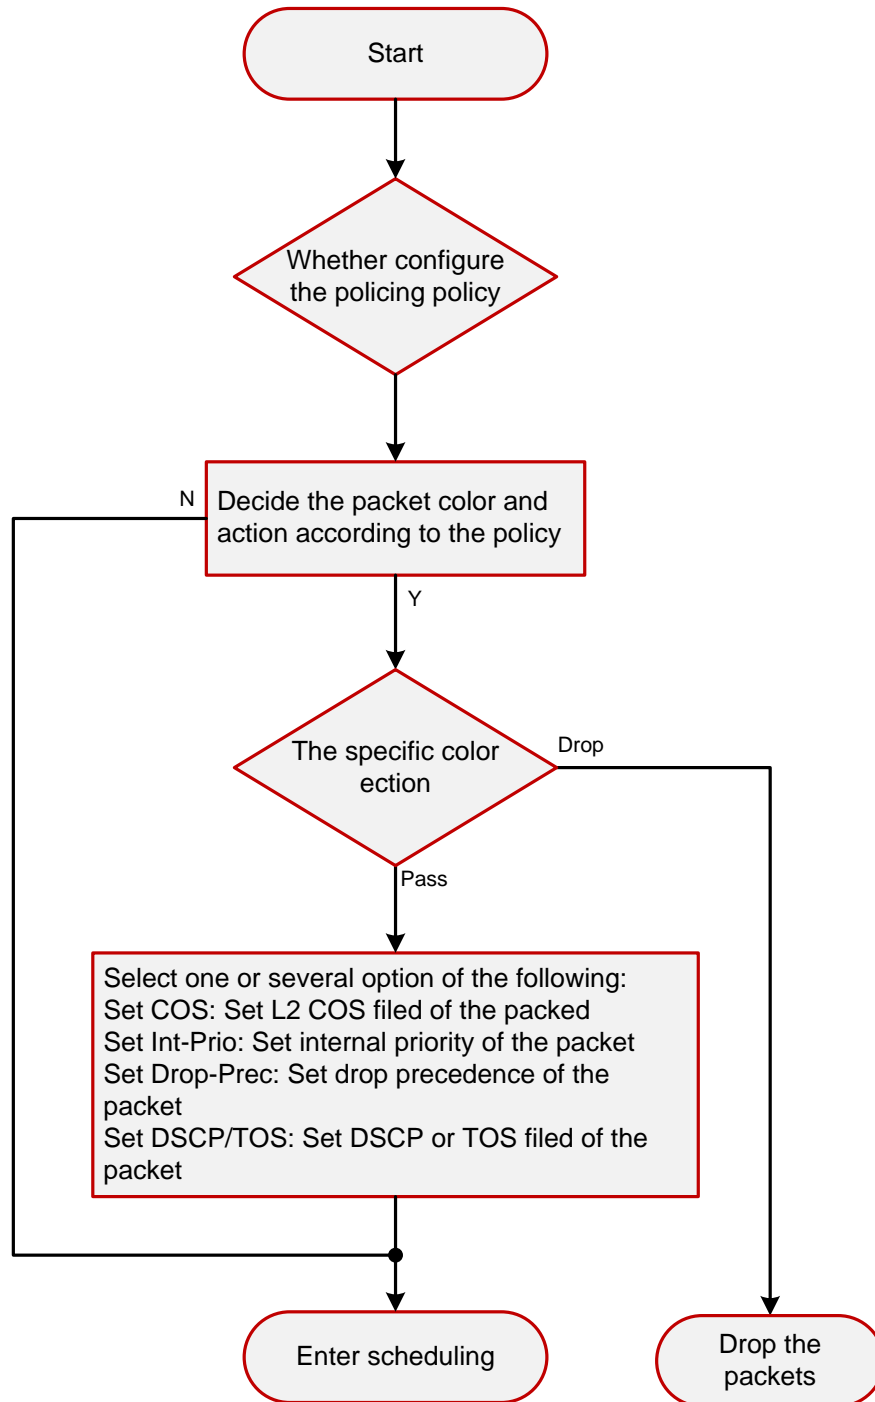 Start
Whether configure
the policing policy
N
Decide the packet color and
action according to the policy
Y
The specific color
ection
Drop
Pass
Select one or several option of the following:
Set COS: Set L2 COS filed of the packed
Set Int-Prio: Set internal priority of the packet
Set Drop-Prec: Set drop precedence of the
packet
Set DSCP/TOS: Set DSCP or TOS filed of the
packet
Enter scheduling
Drop the
packets